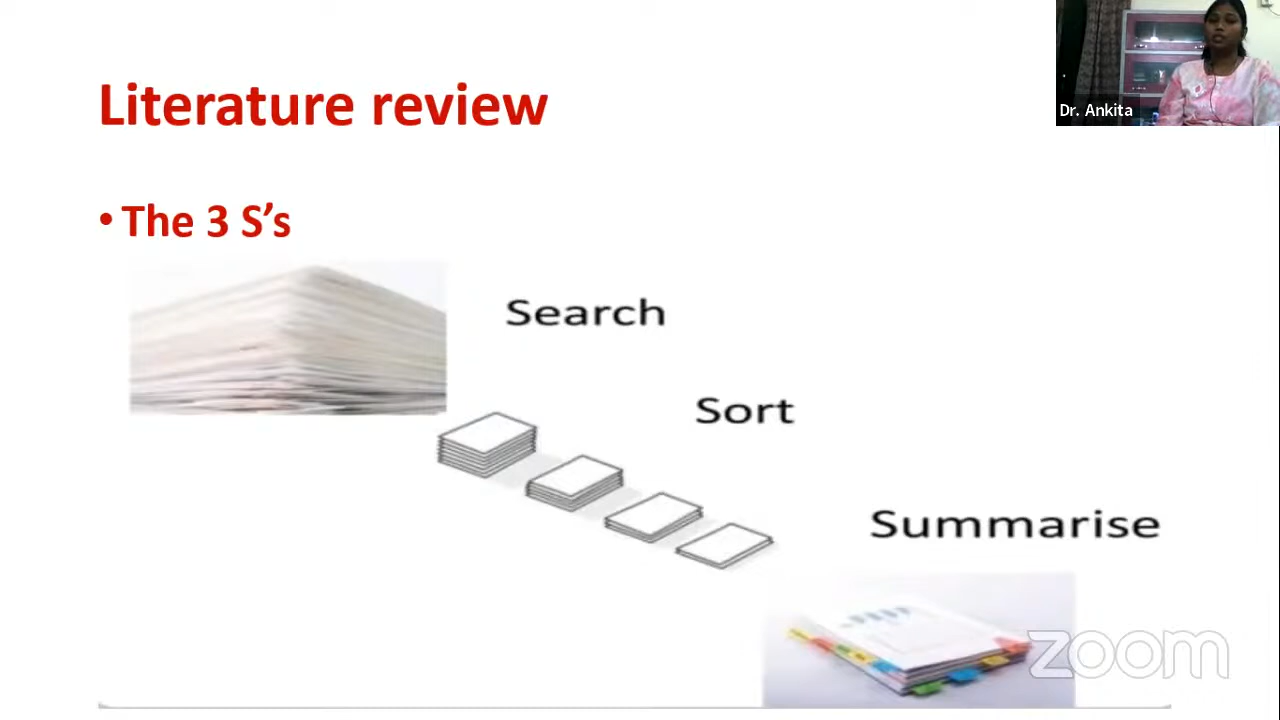 Literature review
Dr. Ankita
• The 3 S’s
Search
Sort
Summarise
zoom